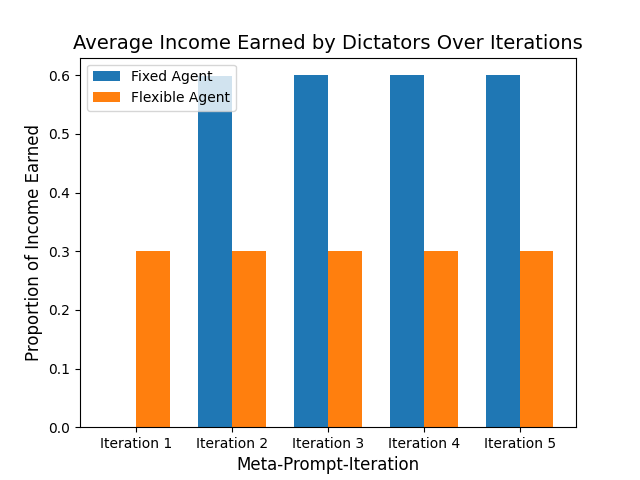 Average Income Earned by Dictators Over Iterations
Fixed Agent
Flexible Agent
Proportion of Income Earned
0.6
0.5
0.4
0.3
0.2
0.1
0.0
Iteration 1
Iteration 2
Iteration 3
Iteration 4
Iteration 5
Meta-Prompt-Iteration